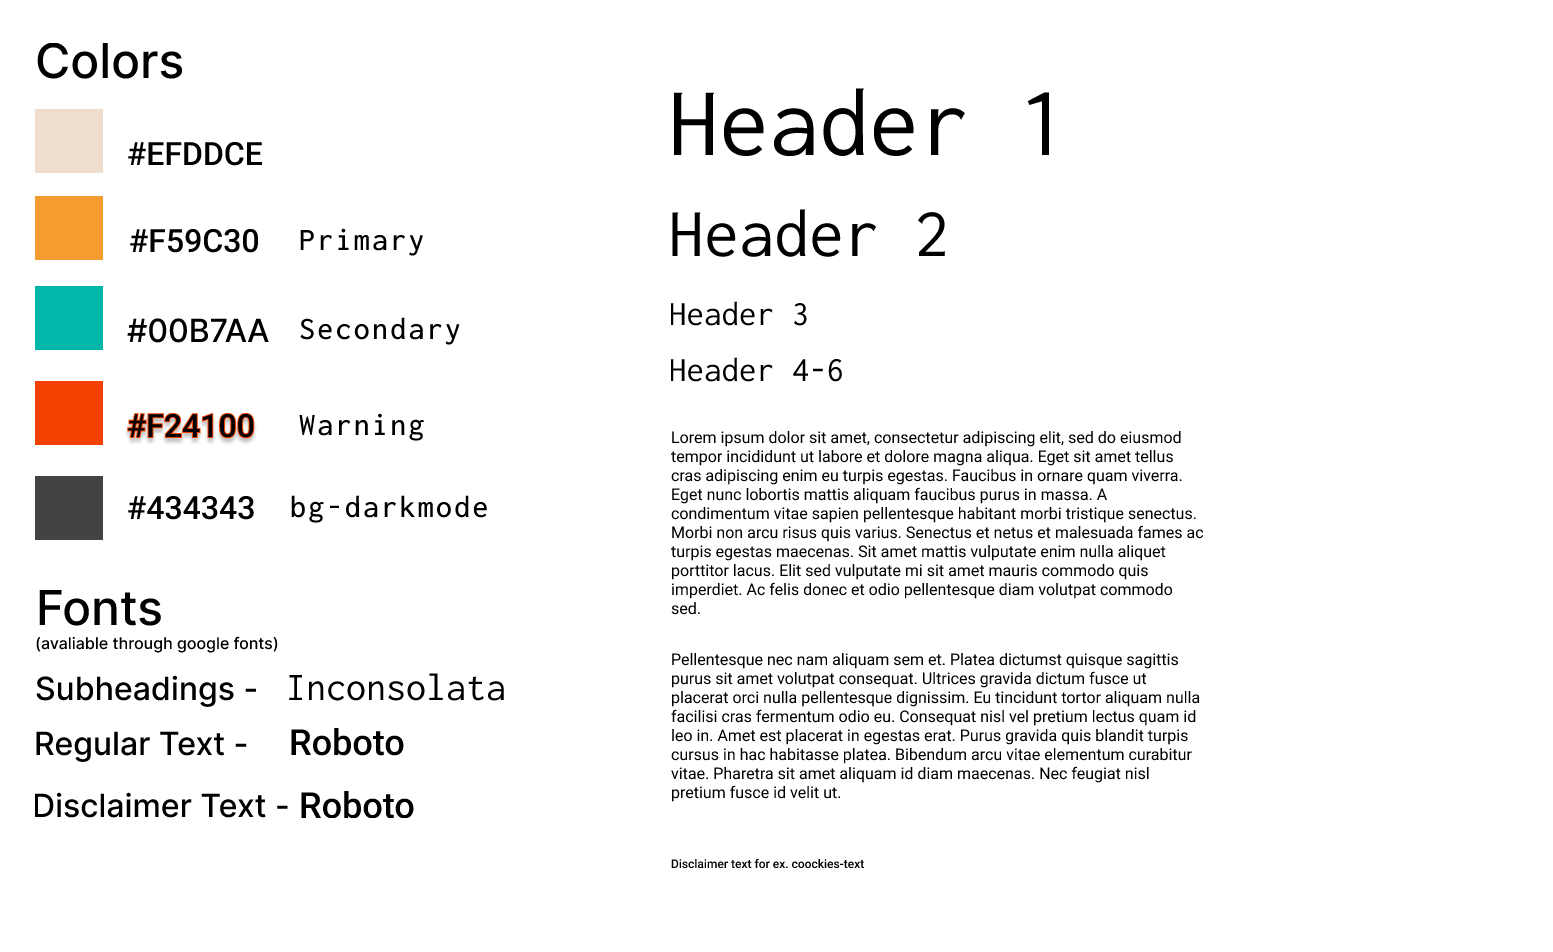 Colors
#EFDDCE
#F59C30 Primary
#00B7AA Secondary
#F24100 Warning
#434343 bg-darkmode
Fonts
(avaliable through google fonts)
Subheadings - Inconsolata
Regular Text - Roboto
Disclaimer Text - Roboto
Header 1
Header 2
Header 3
Header 4-6
Lorem ipsum dolor sit amet, consectetur adipiscing elit, sed do eiusmod
tempor incididunt ut labore et dolore magna aliqua. Eget sit amet tellus
cras adipiscing enim eu turpis egestas. Faucibus in ornare quam viverra.
Eget nunc lobortis mattis aliquam faucibus purus in massa. A
condimentum vitae sapien pellentesque habitant morbi tristique senectus.
Morbi non arcu risus quis varius. Senectus et netus et malesuada fames ac
turpis egestas maecenas. Sit amet mattis vulputate enim nulla aliquet
porttitor lacus. Elit sed vulputate mi sit amet mauris commodo quis
imperdiet. Ac felis donec et odio pellentesque diam volutpat commodo
sed.
Pellentesque nec nam aliquam sem et. Platea dictumst quisque sagittis
purus sit amet volutpat consequat. Ultrices gravida dictum fusce ut
placerat orci nulla pellentesque dignissim. Eu tincidunt tortor aliquam nulla
facilisi cras fermentum odio eu. Consequat nisl vel pretium lectus quam id
leo in. Amet est placerat in egestas erat. Purus gravida quis blandit turpis
cursus in hac habitasse platea. Bibendum arcu vitae elementum curabitur
vitae. Pharetra sit amet aliquam id diam maecenas. Nec feugiat nisl
pretium fusce id velit ut.
Disclaimer text for ex. coockies-text